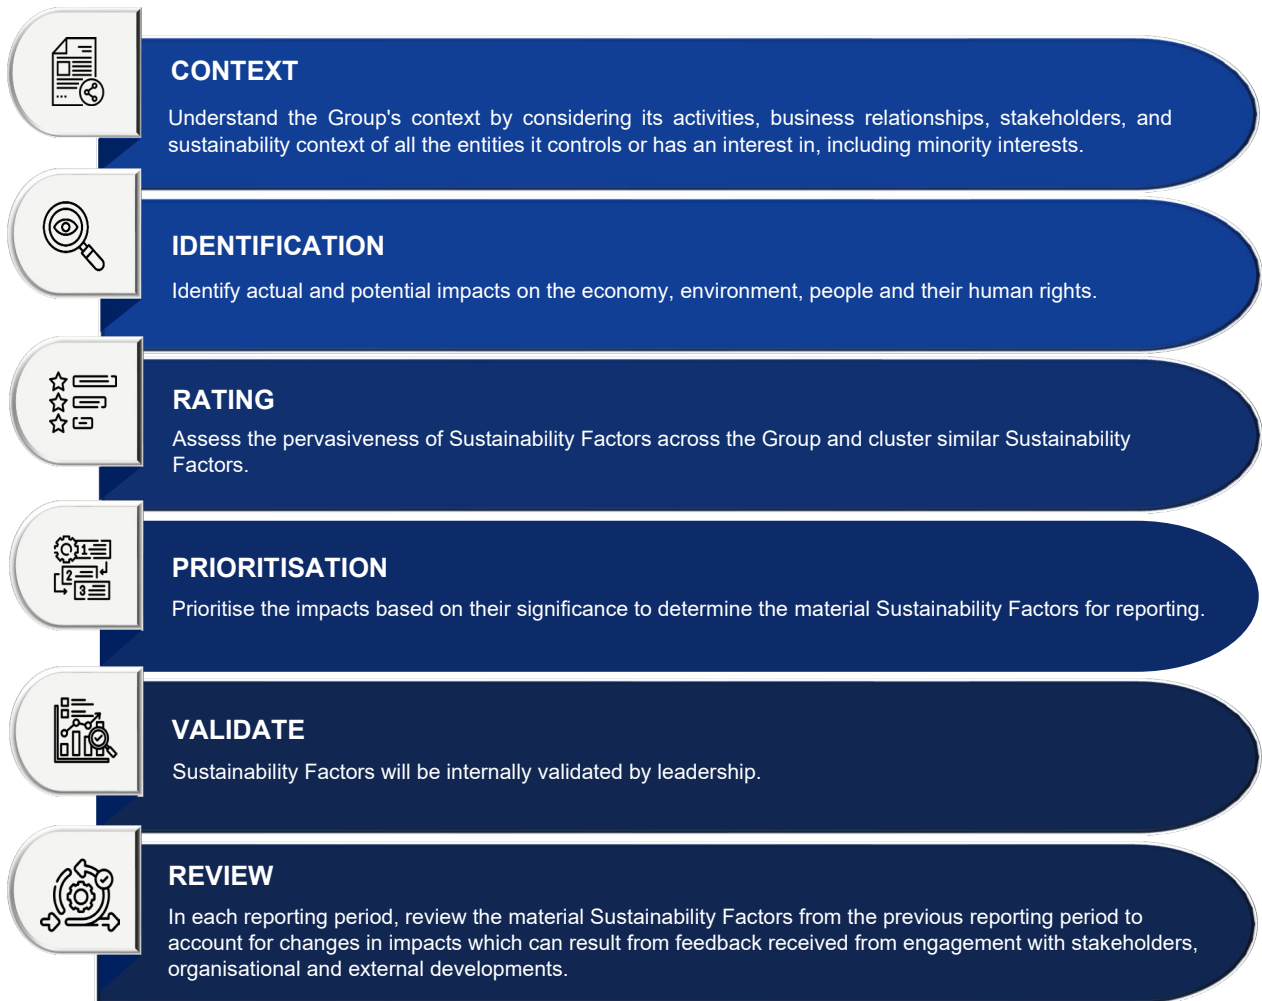 CONTEXT
Understand the Group's context by considering its activities, business relationships, stakeholders, and
sustainability context of all the entities it controls or has an interest in, including minority interests.
IDENTIFICATION
Identify actual and potential impacts on the economy, environment, people and their human rights.
RATING
Assess the pervasiveness of Sustainability Factors across the Group and cluster similar Sustainability
Factors.
1
2
3
PRIORITISATION
Prioritise the impacts based on their significance to determine the material Sustainability Factors for reporting.
VALIDATE
Sustainability Factors will be internally validated by leadership.
REVIEW
In each reporting period, review the material Sustainability Factors from the previous reporting period to
account for changes in impacts which can result from feedback received from engagement with stakeholders,
organisational and external developments.